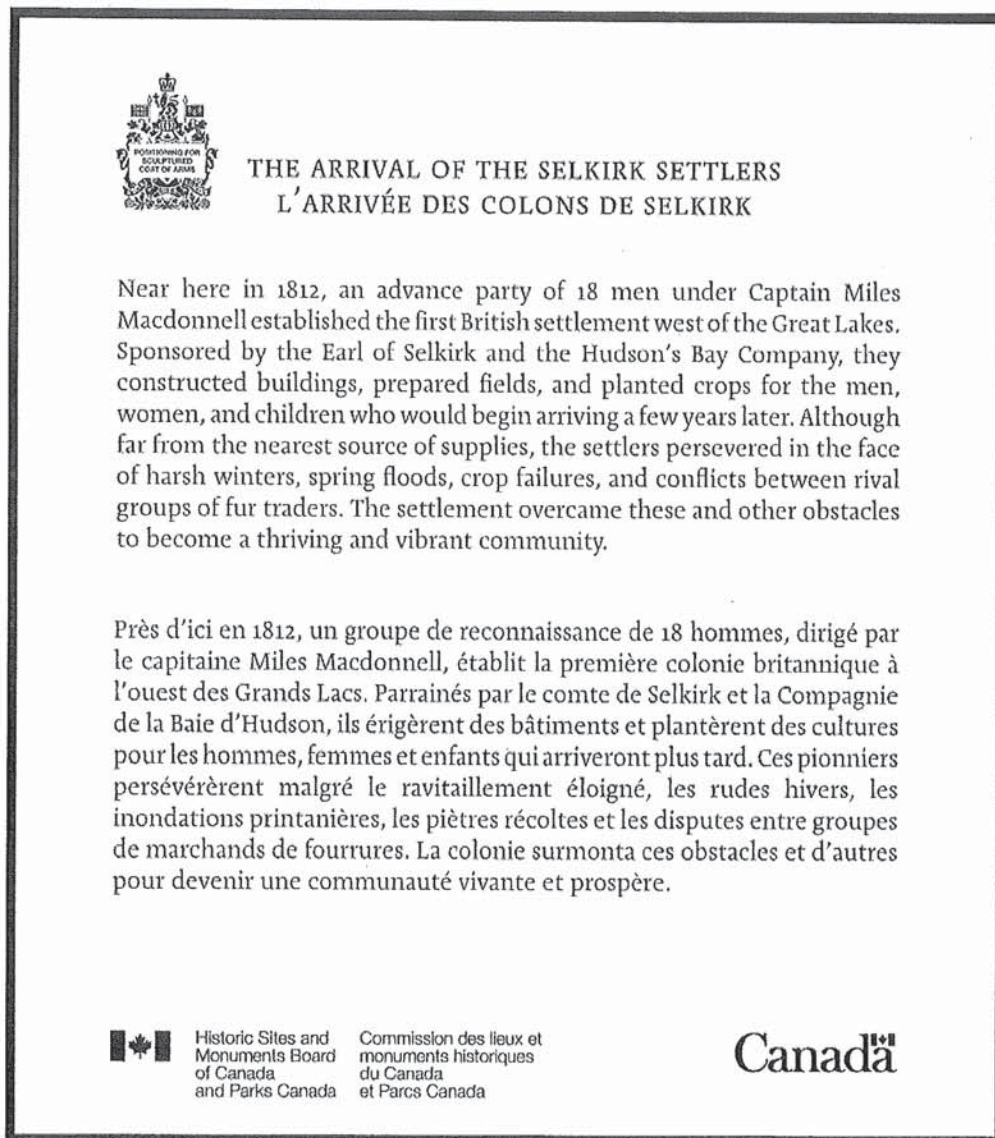 POSITIONING FOR
SCULPTURED
COAT OF ARMS
THE ARRIVAL OF THE SELKIRK SETTLERS
L'ARRIVÉE DES COLONS DE SELKIRK
Near here in 1812, an advance party of 18 men under Captain Miles
Macdonnell established the first British settlement west of the Great Lakes.
Sponsored by the Earl of Selkirk and the Hudson's Bay Company, they
constructed buildings, prepared fields, and planted crops for the men,
women, and children who would begin arriving a few years later. Although
far from the nearest source of supplies, the settlers persevered in the face
of harsh winters, spring floods, crop failures, and conflicts between rival
groups of fur traders. The settlement overcame these and other obstacles
to become a thriving and vibrant community.
Près d'ici en 1812, un groupe de reconnaissance de 18 hommes, dirigé par
le capitaine Miles Macdonnell, établit la première colonie britannique à
l'ouest des Grands Lacs. Parrainés par le comte de Selkirk et la Compagnie
de la Baie d'Hudson, ils érigèrent des bâtiments et plantèrent des cultures
pour les hommes, femmes et enfants qui arriveront plus tard. Ces pionniers
persévérèrent malgré le ravitaillement éloigné, les rudes hivers, les
inondations printanières, les piètres récoltes et les disputes entre groupes
de marchands de fourrures. La colonie surmonta ces obstacles et d'autres
pour devenir une communauté vivante et prospère.
Historic Sites and
Monuments Board
of Canada
and Parks Canada
Commission des lieux et
monuments historiques
du Canada
et Parcs Canada
Canada